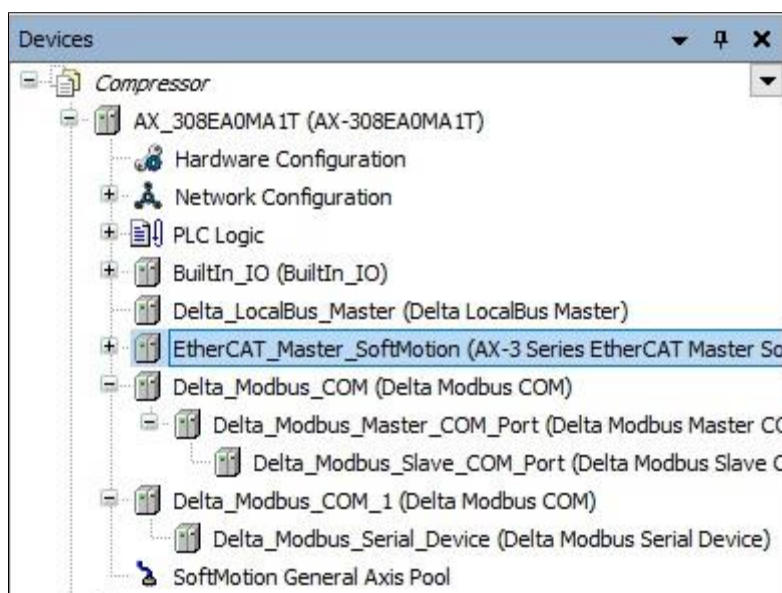 Devices
Compressor
AX_308EA0MA1T (AX-308EA0MA1T)
Hardware Configuration
Network Configuration
PLC Logic
BuiltIn_IO (BuiltIn_IO)
Delta_LocalBus_Master (Delta LocalBus Master)
EtherCAT_Master_SoftMotion (AX-3 Series EtherCAT Master So
Delta_Modbus_COM (Delta Modbus COM)
Delta_Modbus_Master_COM_Port (Delta Modbus Master CO
Delta_Modbus_Slave_COM_Port (Delta Modbus Slave C
Delta_Modbus_COM_1 (Delta Modbus COM)
Delta_Modbus_Serial_Device (Delta Modbus Serial Device)
SoftMotion General Axis Pool